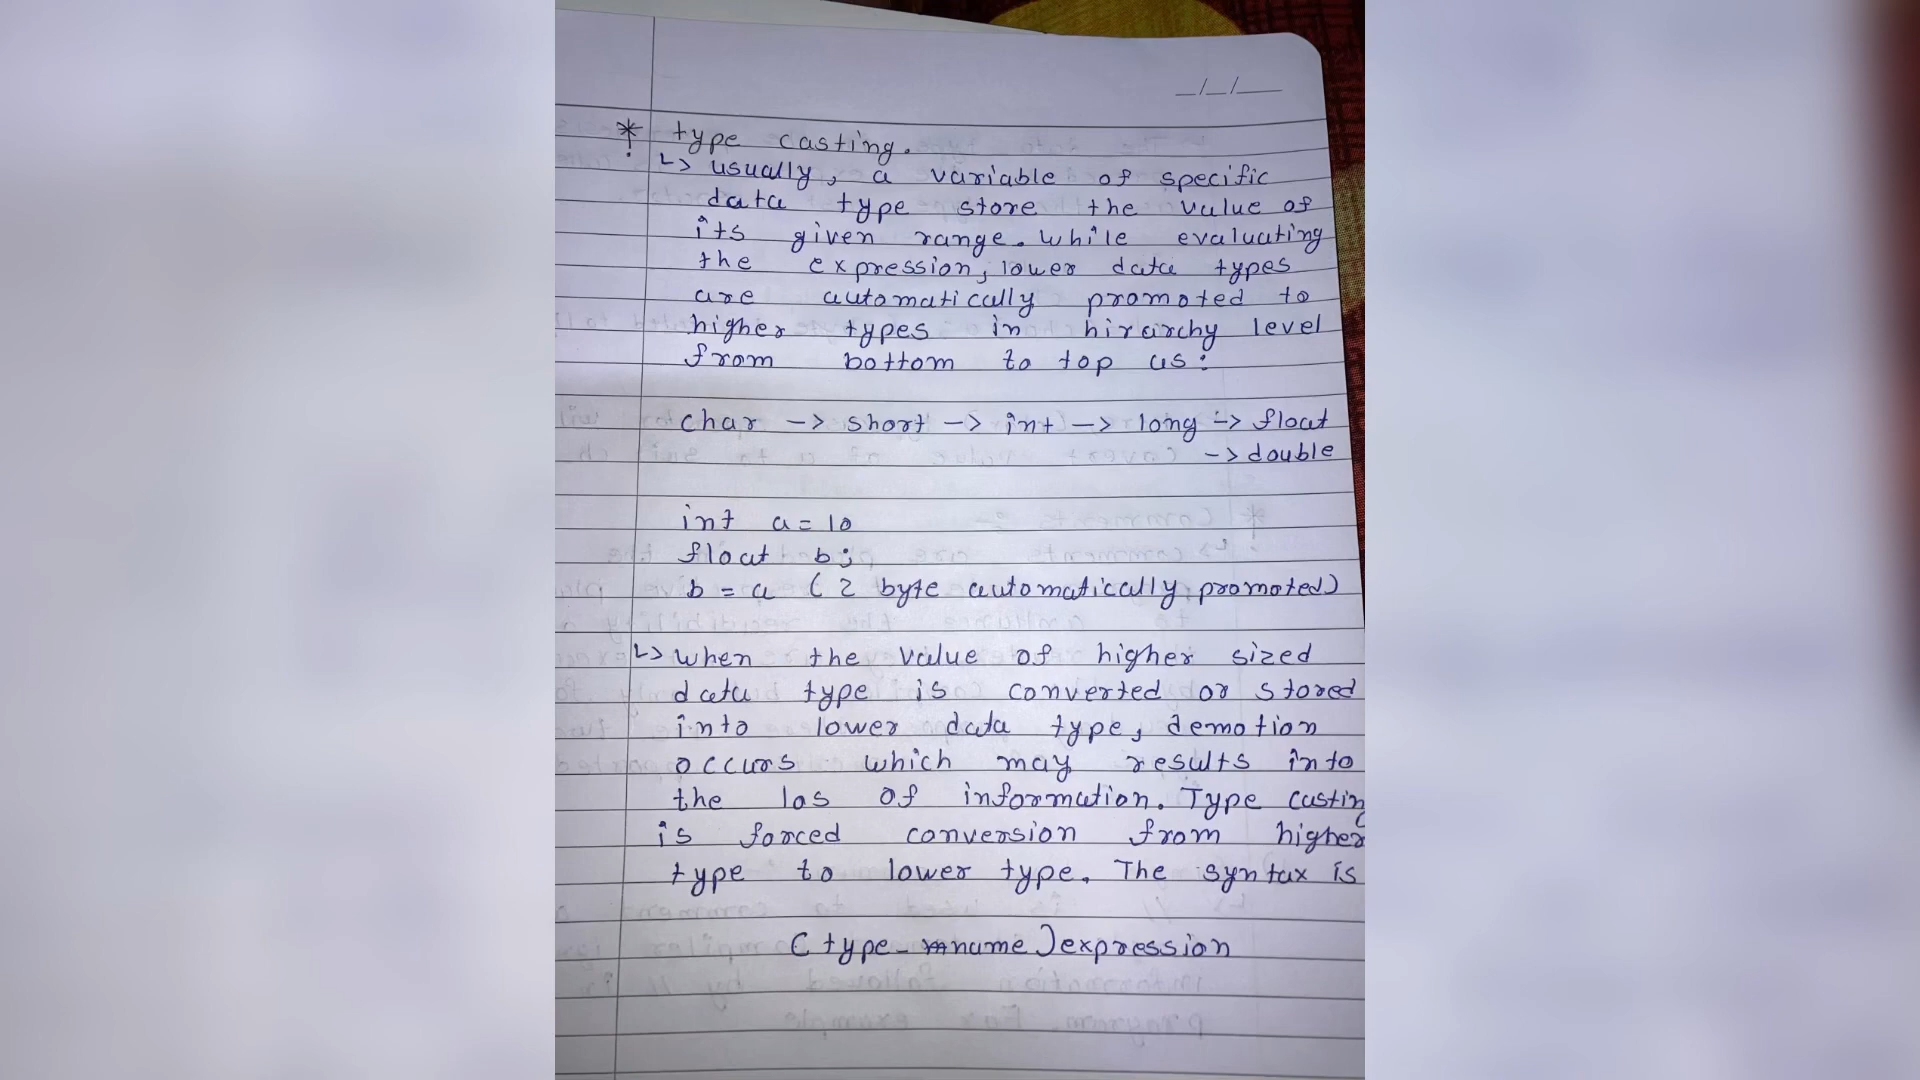 _/_/__
* type casting.
↳ usually, a variable of specific
data type store the value of
its given range. While evaluating
the expression, lower data types
are automatically promoted to
higher types in hirarchy level
from bottom to top as:
char -> short -> int -> long -> float
-> double
int a = 10
float b;
b = a (2 byte automatically promoted)
↳ when the value of higher sized
data type is converted or stored
into lower data type, demotion
occurs which may results into
the los of information. Type castin
is forced conversion from higher
type to lower type. The syntax is
(type-name) expression